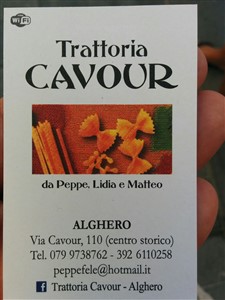 WiFi
Trattoria
CAVOUR
da Peppe, Lidia e Matteo
ALGHERO
Via Cavour, 110 (centro storico)
Tel. 079 9738762 - 392 6110258
peppefele@hotmail.it
f Trattoria Cavour - Alghero